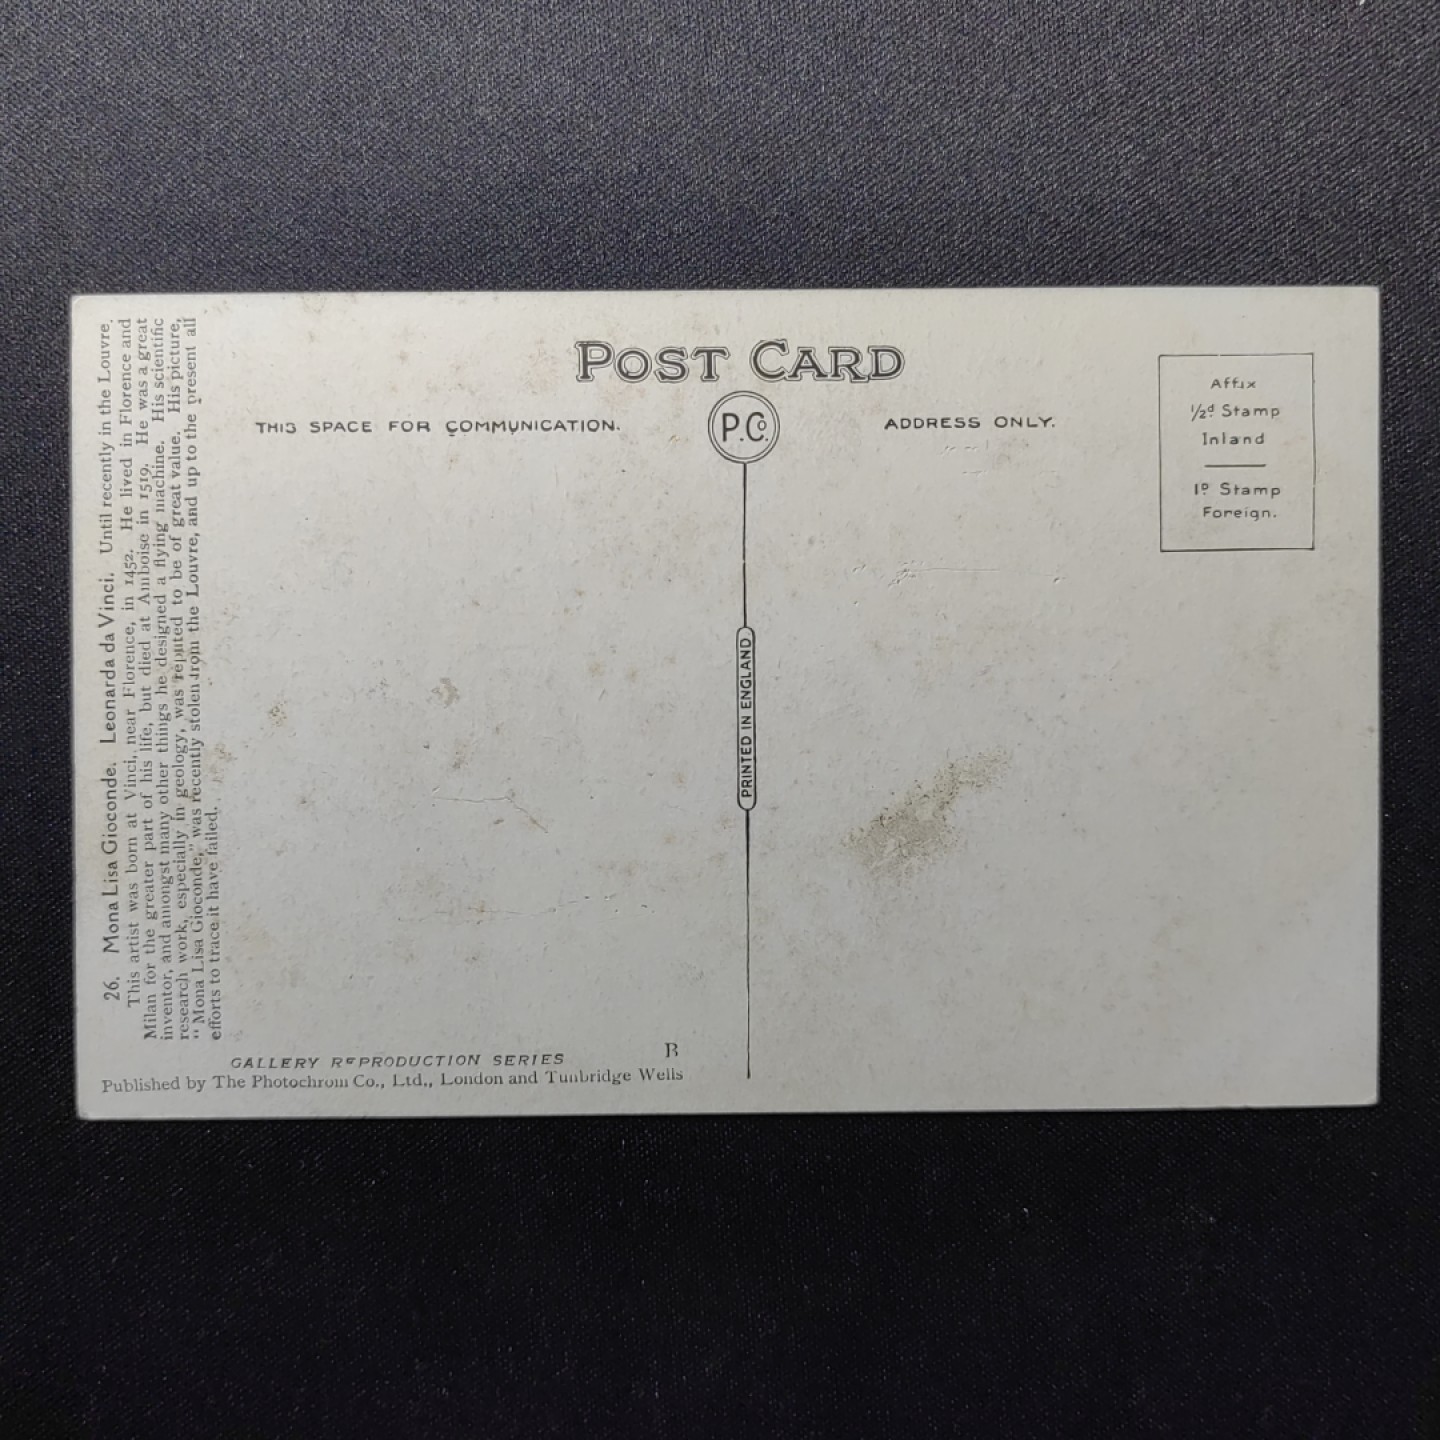 POST CARD
THIS SPACE FOR COMMUNICATION.
P.Co.
ADDRESS ONLY.
Affix
½d Stamp
Inland
1D Stamp
Foreign.
PRINTED IN ENGLAND
26. Mona Lisa Gioconde. Leonarda da Vinci. Until recently in the Louvre.
This artist was born at Vinci, near Florence, in 1452. He lived in Florence and
Milan for the greater part of his life, but died at Amboise in 1519. He was a great
inventor, and amongst many other things he designed a flying machine. His scientific
research work, especially in geology, was reputed to be of great value. His picture,
"Mona Lisa Gioconde," was recently stolen from the Louvre, and up to the present all
efforts to trace it have failed.
GALLERY REPRODUCTION SERIES
B
Published by The Photochrom Co., Ltd., London and Tunbridge Wells